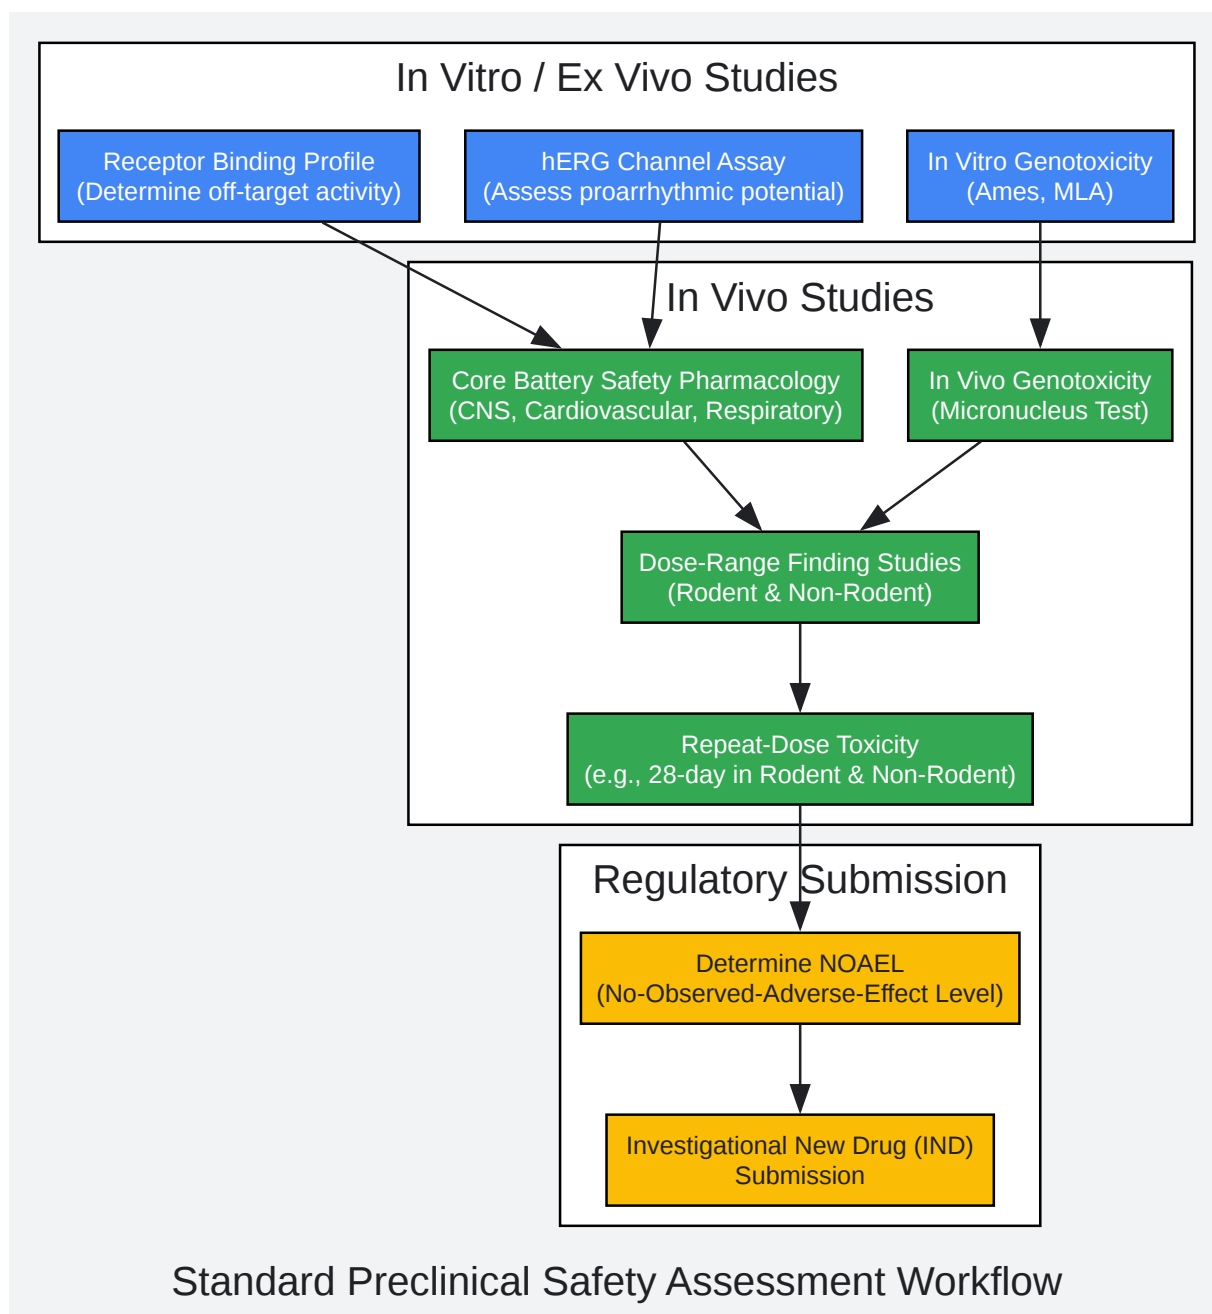 In Vitro / Ex Vivo Studies
Receptor Binding Profile
(Determine off-target activity)
hERG Channel Assay
(Assess proarrhythmic potential)
In Vitro Genotoxicity
(Ames, MLA)
In Vivo Studies
Core Battery Safety Pharmacology
(CNS, Cardiovascular, Respiratory)
In Vivo Genotoxicity
(Micronucleus Test)
Dose-Range Finding Studies
(Rodent & Non-Rodent)
Repeat-Dose Toxicity
(e.g., 28-day in Rodent & Non-Rodent)
Regulatory Submission
Determine NOAEL
(No-Observed-Adverse-Effect Level)
Investigational New Drug (IND)
Submission
Standard Preclinical Safety Assessment Workflow